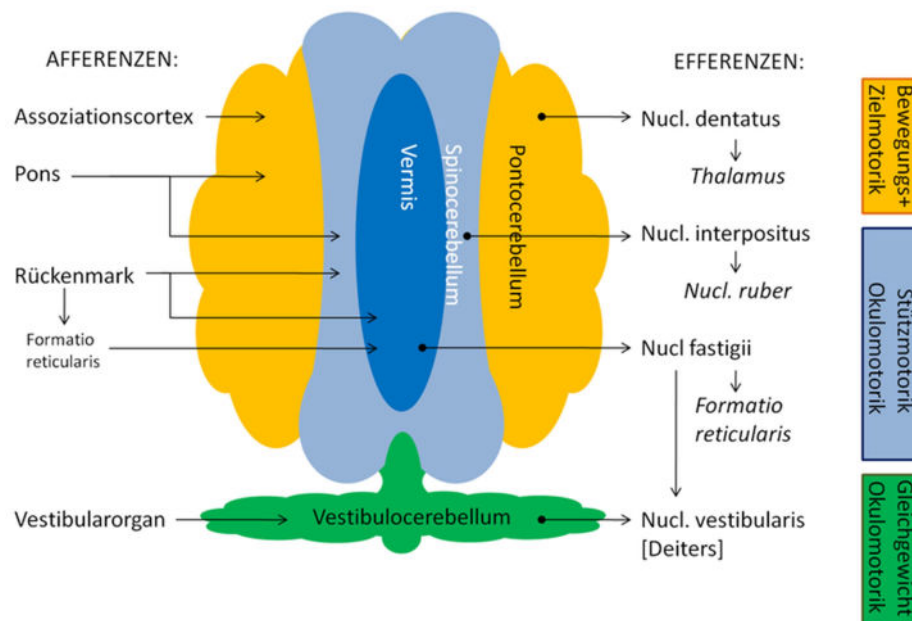 AFFERENZEN:
Assoziationscortex
Pons
Rückenmark
Formatio
reticularis
Vestibularorgan
Vermis
Spinocerebellum
Pontocerebellum
Vestibulocerebellum
EFFERENZEN:
Nucl. dentatus
Thalamus
Nucl. interpositus
Nucl. ruber
Nucl fastigii
Formatio
reticularis
Nucl. vestibularis
[Deiters]
Bewegungs+
Zielmotorik
Stützmotorik
Okulomotorik
Gleichgewicht
Okulomotorik